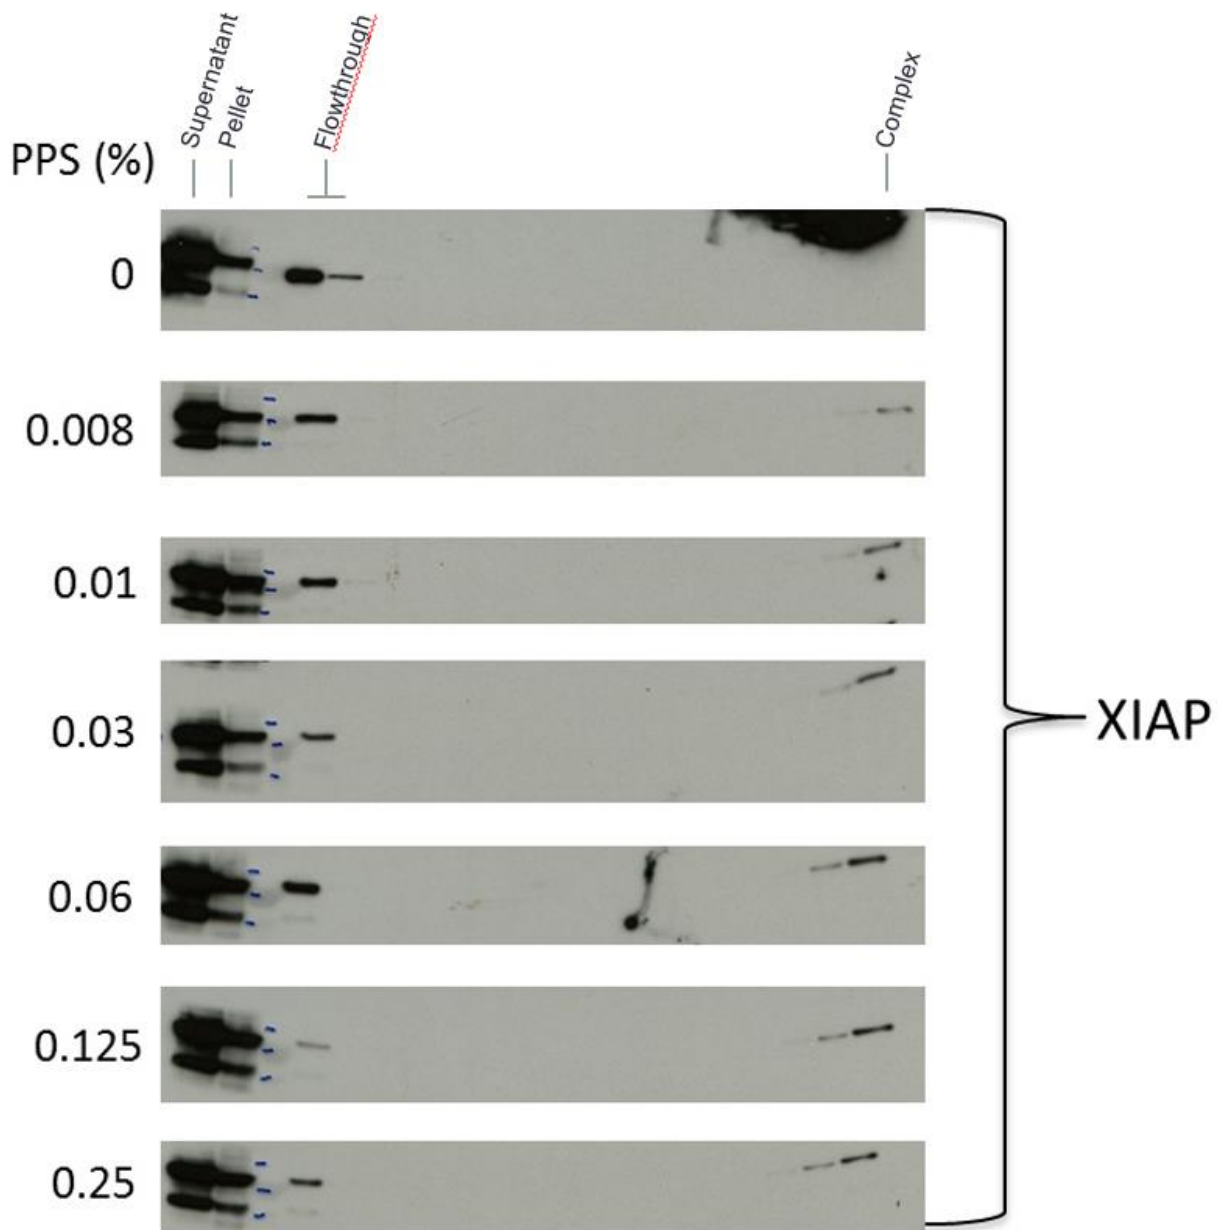 Supernatant
Pellet
Flowthrough
Complex
PPS (%)
0
0.008
0.01
0.03
XIAP
0.06
0.125
0.25